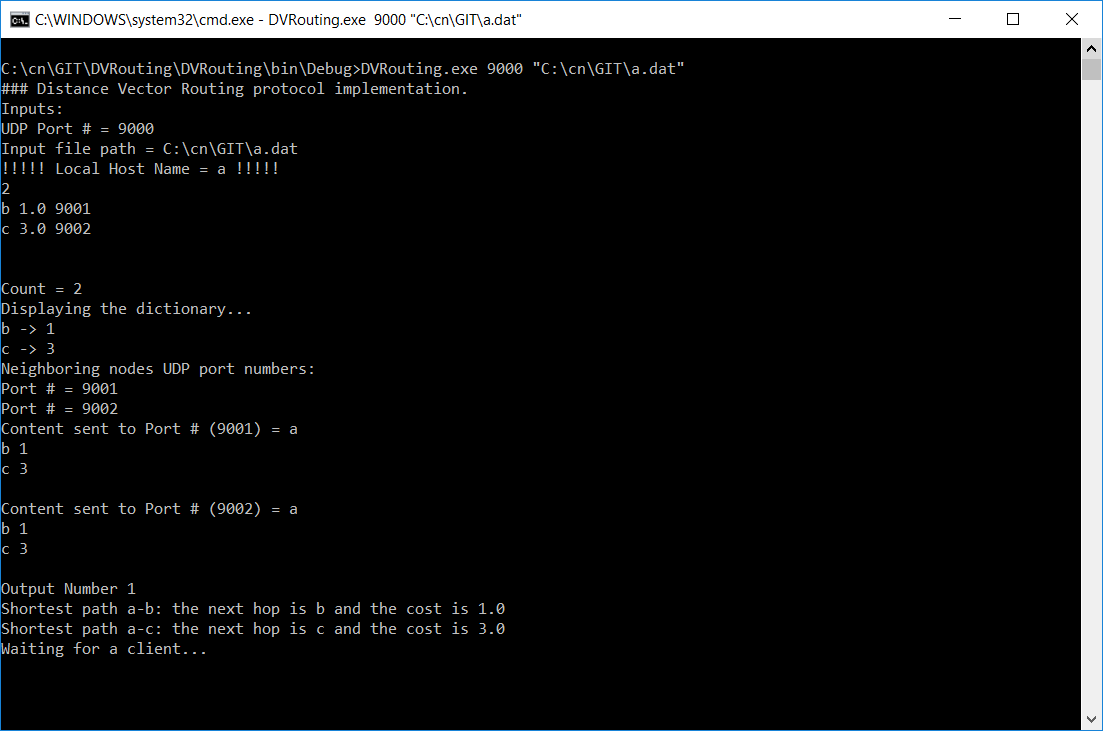 C:\WINDOWS\system32\cmd.exe - DVRouting.exe  9000 "C:\cn\GIT\a.dat"
C:\cn\GIT\DVRouting\DVRouting\bin\Debug>DVRouting.exe 9000 "C:\cn\GIT\a.dat"
### Distance Vector Routing protocol implementation.
Inputs:
UDP Port # = 9000
Input file path = C:\cn\GIT\a.dat
!!!!! Local Host Name = a !!!!!
2
b 1.0 9001
c 3.0 9002
Count = 2
Displaying the dictionary...
b -> 1
c -> 3
Neighboring nodes UDP port numbers:
Port # = 9001
Port # = 9002
Content sent to Port # (9001) = a
b 1
c 3
Content sent to Port # (9002) = a
b 1
c 3
Output Number 1
Shortest path a-b: the next hop is b and the cost is 1.0
Shortest path a-c: the next hop is c and the cost is 3.0
Waiting for a client...